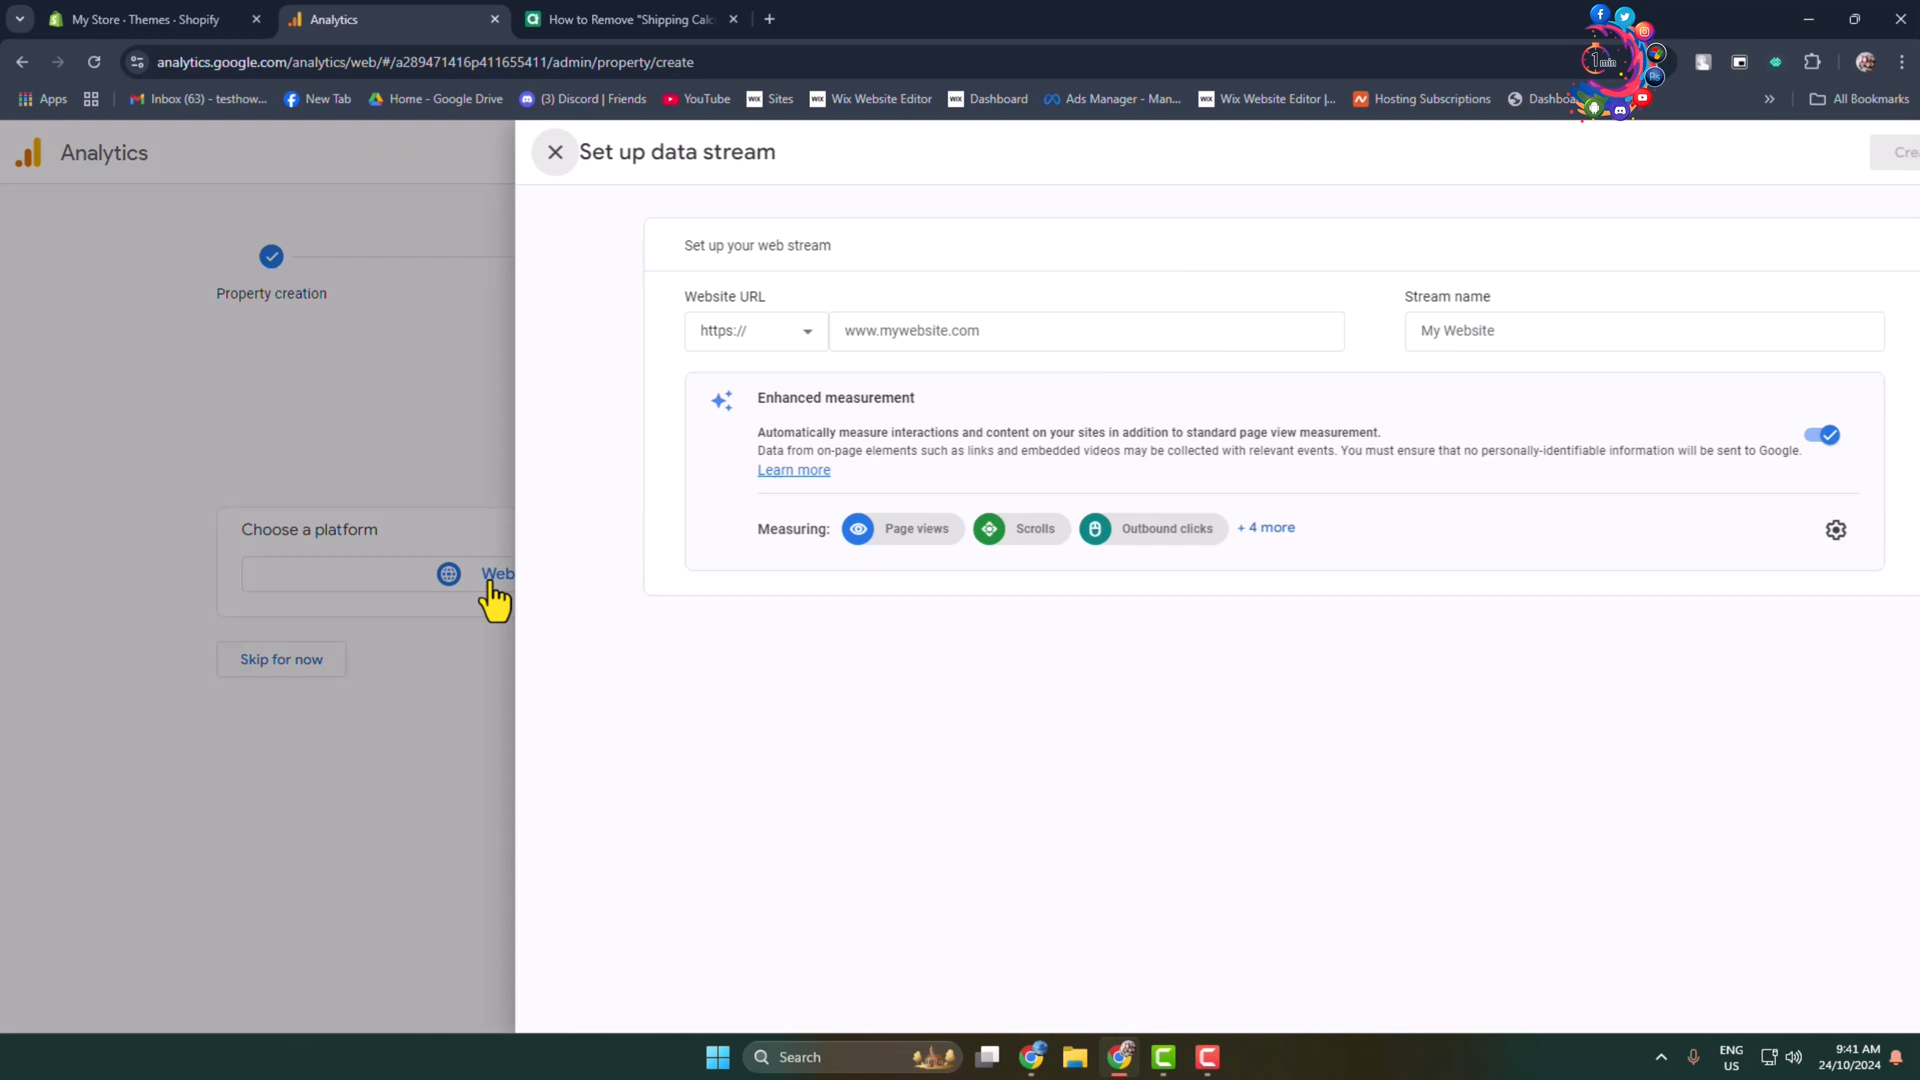 My Store · Themes · Shopify
Analytics
How to Remove "Shipping Calc
analytics.google.com/analytics/web/#/a289471416p411655411/admin/property/create
1min
Ps
Apps
Inbox (63) - testhow...
New Tab
Home - Google Drive
(3) Discord | Friends
YouTube
WIX Sites
WIX Wix Website Editor
WIX Dashboard
Ads Manager - Man...
WIX Wix Website Editor |...
Hosting Subscriptions
Dashboa
All Bookmarks
Analytics
Set up data stream
Crea
Set up your web stream
Property creation
Website URL
Stream name
https://
www.mywebsite.com
My Website
Enhanced measurement
Automatically measure interactions and content on your sites in addition to standard page view measurement.
Data from on-page elements such as links and embedded videos may be collected with relevant events. You must ensure that no personally-identifiable information will be sent to Google.
Learn more
Measuring:
Page views
Scrolls
Outbound clicks
+ 4 more
Choose a platform
Web
Skip for now
Search
ENG
US
9:41 AM
24/10/2024